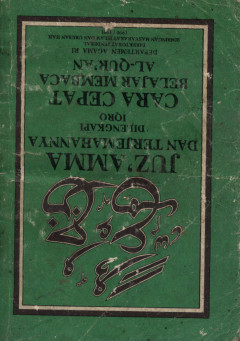 JUZ'AMMA
DAN TERJEMAHANNYA
DILENGKAPI
IQRO
CARA CEPAT
BELAJAR MEMBACA
AL-QUR'AN
DEPARTEMEN AGAMA RI